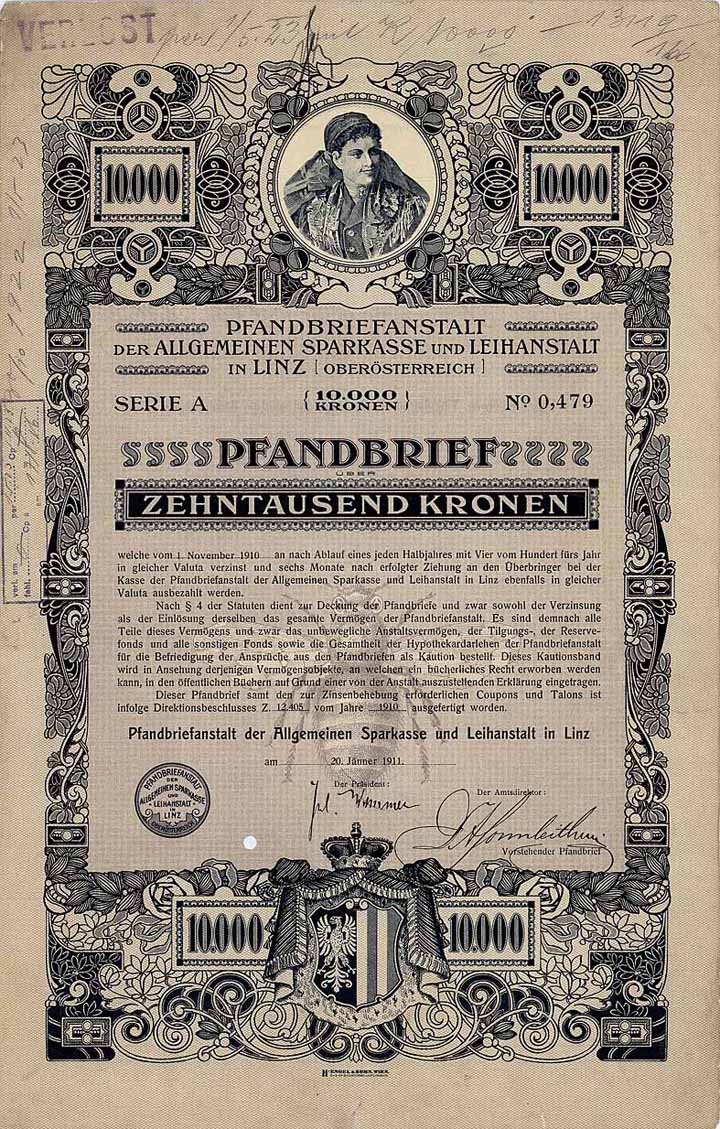 VERLOST per 1/5.23 mit K 10000 - 1319
166
10.000
10.000
PFANDBRIEFANSTALT
DER ALLGEMEINEN SPARKASSE UND LEIHANSTALT
IN LINZ [OBERÖSTERREICH]
SERIE A {10.000 KRONEN} No 0,479
PFANDBRIEF
ÜBER
ZEHNTAUSEND KRONEN
welche vom 1. November 1910 an nach Ablauf eines jeden Halbjahres mit Vier vom Hundert fürs Jahr
in gleicher Valuta verzinst und sechs Monate nach erfolgter Ziehung an den Überbringer bei der
Kasse der Pfandbriefanstalt der Allgemeinen Sparkasse und Leihanstalt in Linz ebenfalls in gleicher
Valuta ausbezahlt werden.
Nach § 4 der Statuten dient zur Deckung der Pfandbriefe und zwar sowohl der Verzinsung
als der Einlösung derselben das gesamte Vermögen der Pfandbriefanstalt. Es sind demnach alle
Teile dieses Vermögens und zwar das unbewegliche Anstaltsvermögen, der Tilgungs-, der Reserve-
fonds und alle sonstigen Fonds sowie die Gesamtheit der Hypothekardarlehen der Pfandbriefanstalt
für die Befriedigung der Ansprüche aus den Pfandbriefen als Kaution bestellt. Dieses Kautionsband
wird in Ansehung derjenigen Vermögensobjekte, an welchen ein bücherliches Recht erworben werden
kann, in den öffentlichen Büchern auf Grund einer von der Anstalt auszustellenden Erklärung eingetragen.
Dieser Pfandbrief samt den zur Zinsenbehebung erforderlichen Coupons und Talons ist
infolge Direktionsbeschlusses Z. 12.405 vom Jahre 1910 ausgefertigt worden.
Pfandbriefanstalt der Allgemeinen Sparkasse und Leihanstalt in Linz
am 20. Jänner 1911.
Der Präsident:
Der Amtsdirektor:
Vorstehender Pfandbrief
PFANDBRIEFANSTALT
DER
ALLGEMEINEN SPARKASSE
UND
LEIHANSTALT
IN
LINZ
(OBERÖSTERREICH)
10.000
10.000
H. ENGEL & SOHN, WIEN.